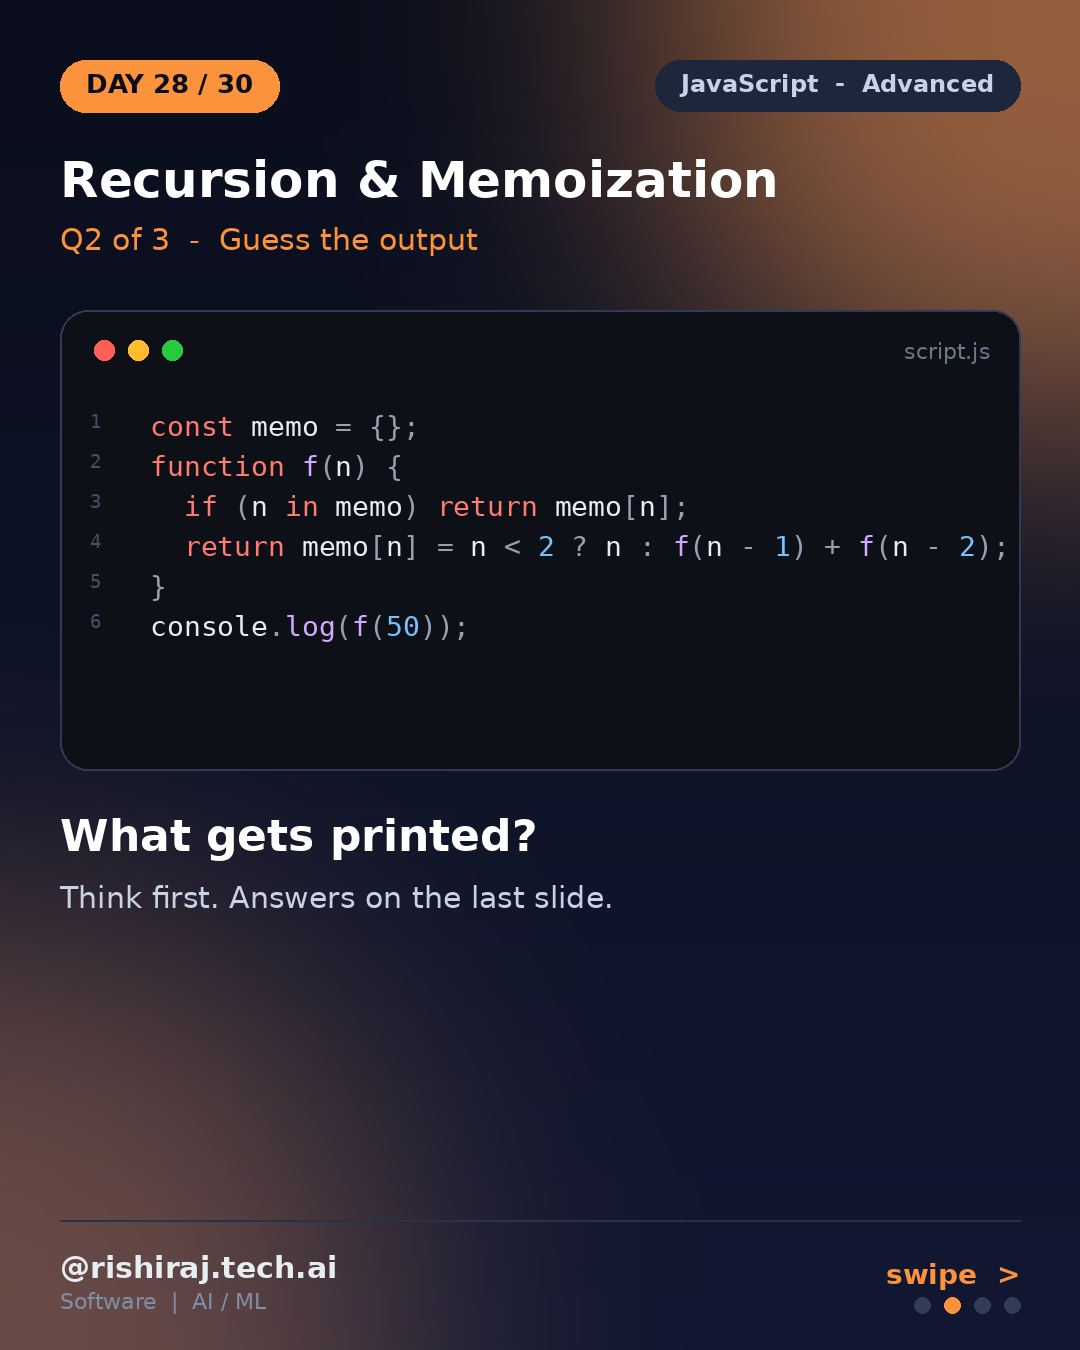 DAY 28 / 30
JavaScript - Advanced
Recursion & Memoization
Q2 of 3 - Guess the output
script.js
1 const memo = {};
2 function f(n) {
3   if (n in memo) return memo[n];
4   return memo[n] = n < 2 ? n : f(n - 1) + f(n - 2);
5 }
6 console.log(f(50));
What gets printed?
Think first. Answers on the last slide.
@rishiraj.tech.ai
Software | AI / ML
swipe >